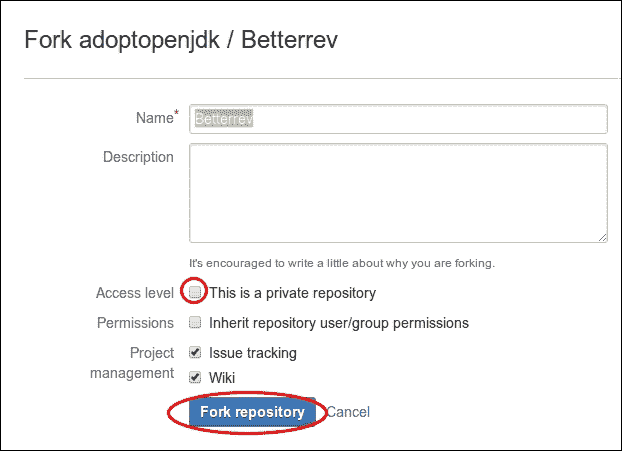 Fork adoptopenjdk / Betterrev
Name*
Betterrev
Description
It's encouraged to write a little about why you are forking.
Access level This is a private repository
Permissions Inherit repository user/group permissions
Project management Issue tracking
Wiki
Fork repository Cancel